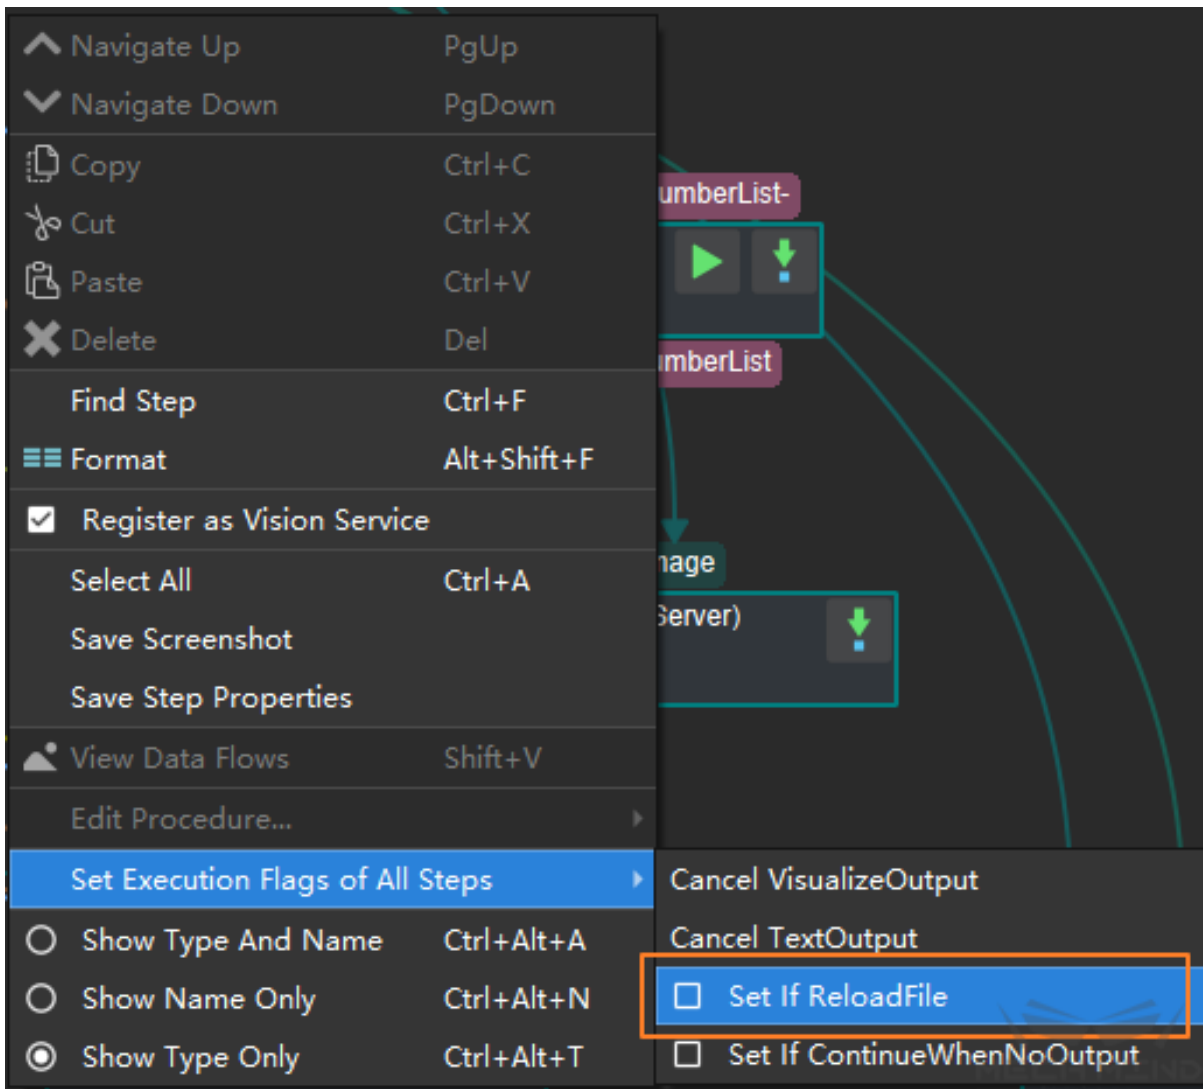 Navigate Up PgUp
Navigate Down PgDown
Copy Ctrl+C
Cut Ctrl+X
Paste Ctrl+V
Delete Del
Find Step Ctrl+F
Format Alt+Shift+F
Register as Vision Service
Select All Ctrl+A
Save Screenshot
Save Step Properties
View Data Flows Shift+V
Edit Procedure...
Set Execution Flags of All Steps
Show Type And Name Ctrl+Alt+A
Show Name Only Ctrl+Alt+N
Show Type Only Ctrl+Alt+T
umberList-
mberList
nage
Server)
Cancel VisualizeOutput
Cancel TextOutput
Set If ReloadFile
Set If ContinueWhenNoOutput